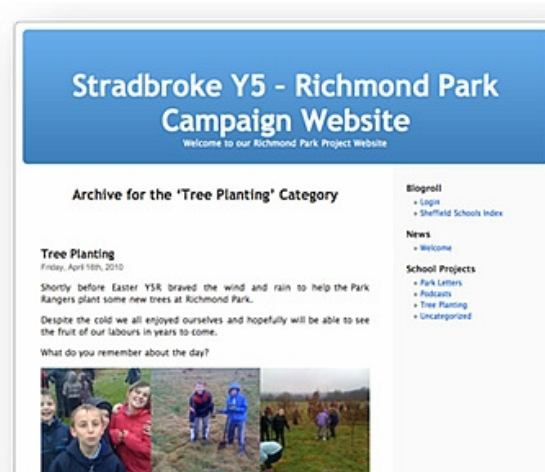 Stradbroke Y5 - Richmond Park
Campaign Website
Welcome to our Richmond Park Project Website
Archive for the 'Tree Planting' Category
Tree Planting
Friday, April 16th, 2010
Shortly before Easter Y5R braved the wind and rain to help the Park
Rangers plant some new trees at Richmond Park.
Despite the cold we all enjoyed ourselves and hopefully will be able to see
the fruit of our labours in years to come.
What do you remember about the day?
Blogroll
» Login
» Sheffield Schools Index
News
» Welcome
School Projects
» Park Letters
» Podcasts
» Tree Planting
» Uncategorized